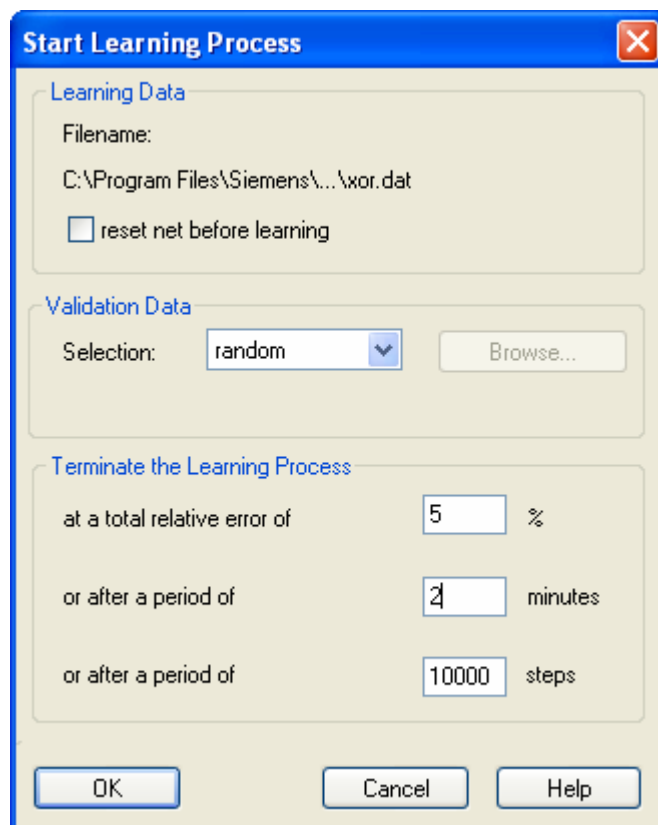 Start Learning Process
Learning Data
Filename:
C:\Program Files\Siemens\...\xor.dat
reset net before learning
Validation Data
Selection: random Browse...
Terminate the Learning Process
at a total relative error of 5 %
or after a period of 2 minutes
or after a period of 10000 steps
OK Cancel Help